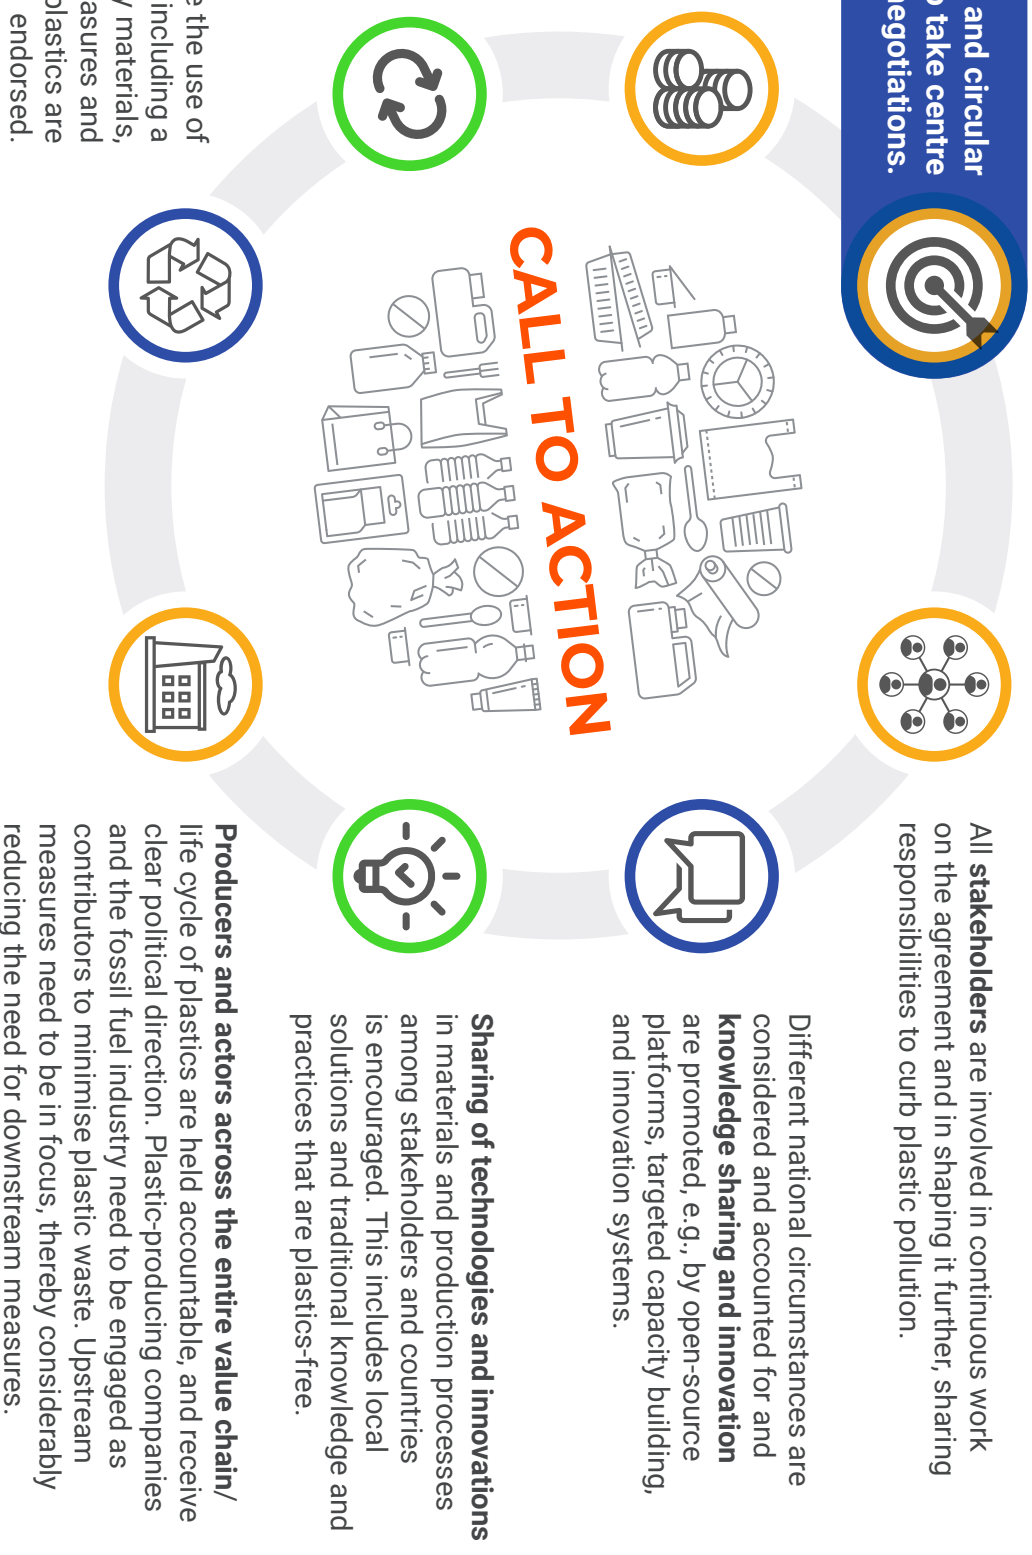 and circular
take centre
negotiations.
the use of
including a
materials,
asures and
plastics are
endorsed.
CALL TO ACTION
All stakeholders are involved in continuous work
on the agreement and in shaping it further, sharing
responsibilities to curb plastic pollution.
Different national circumstances are
considered and accounted for and
knowledge sharing and innovation
are promoted, e.g., by open-source
platforms, targeted capacity building,
and innovation systems.
Sharing of technologies and innovations
in materials and production processes
among stakeholders and countries
is encouraged. This includes local
solutions and traditional knowledge and
practices that are plastics-free.
Producers and actors across the entire value chain/
life cycle of plastics are held accountable, and receive
clear political direction. Plastic-producing companies
and the fossil fuel industry need to be engaged as
contributors to minimise plastic waste. Upstream
measures need to be in focus, thereby considerably
reducing the need for downstream measures.